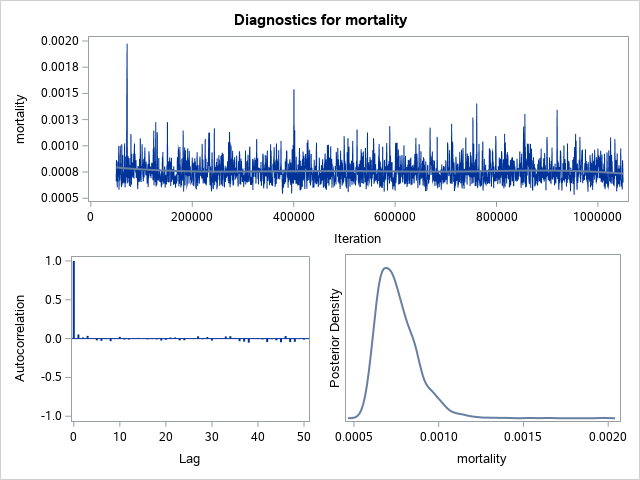 Diagnostics for mortality
0.0020
0.0018
0.0015
0.0013
0.0010
0.0008
0.0005
mortality
0 200000 400000 600000 800000 1000000
Iteration
1.0
0.5
0.0
-0.5
-1.0
Autocorrelation
0 10 20 30 40 50
Lag
Posterior Density
0.0005 0.0010 0.0015 0.0020
mortality